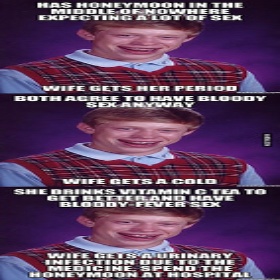 HAS HONEYMOON IN THE
MIDDLE OF NOWHERE
EXPECTING A LOT OF SEX
WIFE GETS HER PERIOD
BOTH AGREE TO HAVE BLOODY
SEX ANYWAY
WIFE GETS A COLD
SHE DRINKS VITAMIN C TEA TO
GET BETTER AND HAVE
BLOODY FEVER SEX
WIFE GETS A URINARY
INFECTION DUE TO THE
MEDICINE. SPEND THE
HONEYMOON AT HOSPITAL